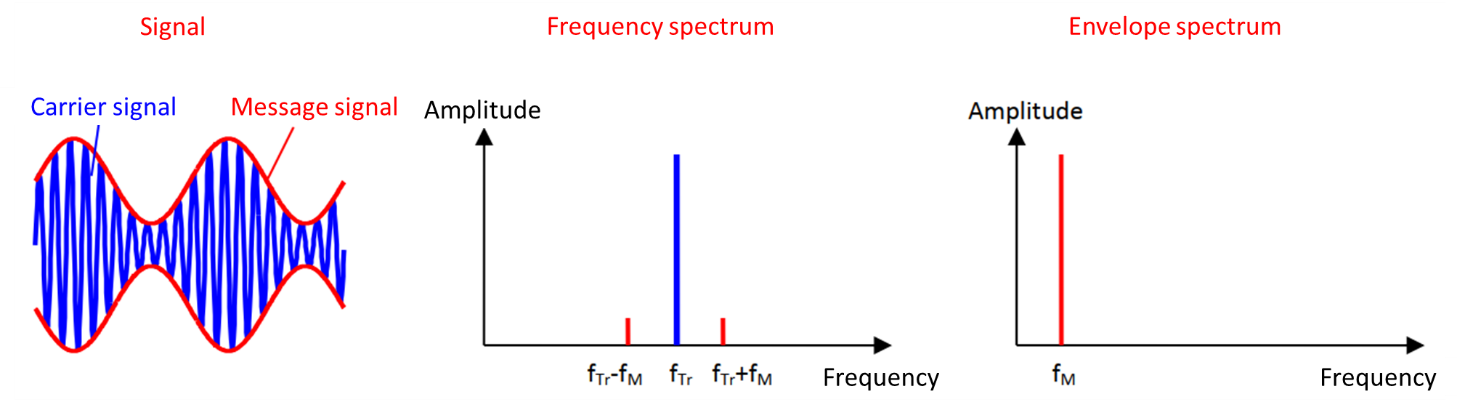 Signal
Frequency spectrum
Envelope spectrum
Carrier signal
Message signal
Amplitude
Amplitude
fTr-fM
fTr
fTr+fM
Frequency
fM
Frequency